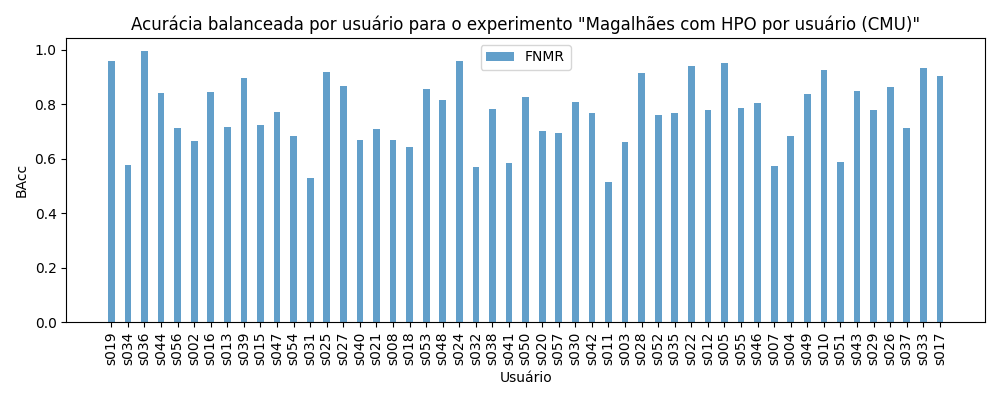 Acurácia balanceada por usuário para o experimento "Magalhães com HPO por usuário (CMU)"
FNMR
BAcc
1.0
0.8
0.6
0.4
0.2
0.0
s019 s034 s036 s044 s056 s002 s016 s013 s039 s015 s047 s054 s031 s025 s027 s040 s021 s008 s018 s053 s048 s024 s032 s038 s041 s050 s020 s057 s030 s042 s011 s003 s028 s052 s035 s022 s012 s005 s055 s046 s007 s004 s049 s010 s051 s043 s029 s026 s037 s033 s017
Usuário